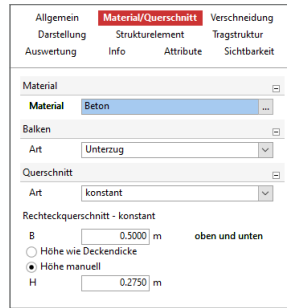 Allgemein Material/Querschnitt Verschneidung
Darstellung Strukturelement Tragstruktur
Auswertung Info Attribute Sichtbarkeit
Material
Material Beton ...
Balken
Art Unterzug
Querschnitt
Art konstant
Rechteckquerschnitt - konstant
B 0.5000 m oben und unten
Höhe wie Deckendicke
Höhe manuell
H 0.2750 m